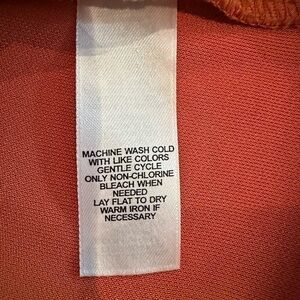 MACHINE WASH COLD
WITH LIKE COLORS
GENTLE CYCLE
ONLY NON-CHLORINE
BLEACH WHEN
NEEDED
LAY FLAT TO DRY
WARM IRON IF
NECESSARY